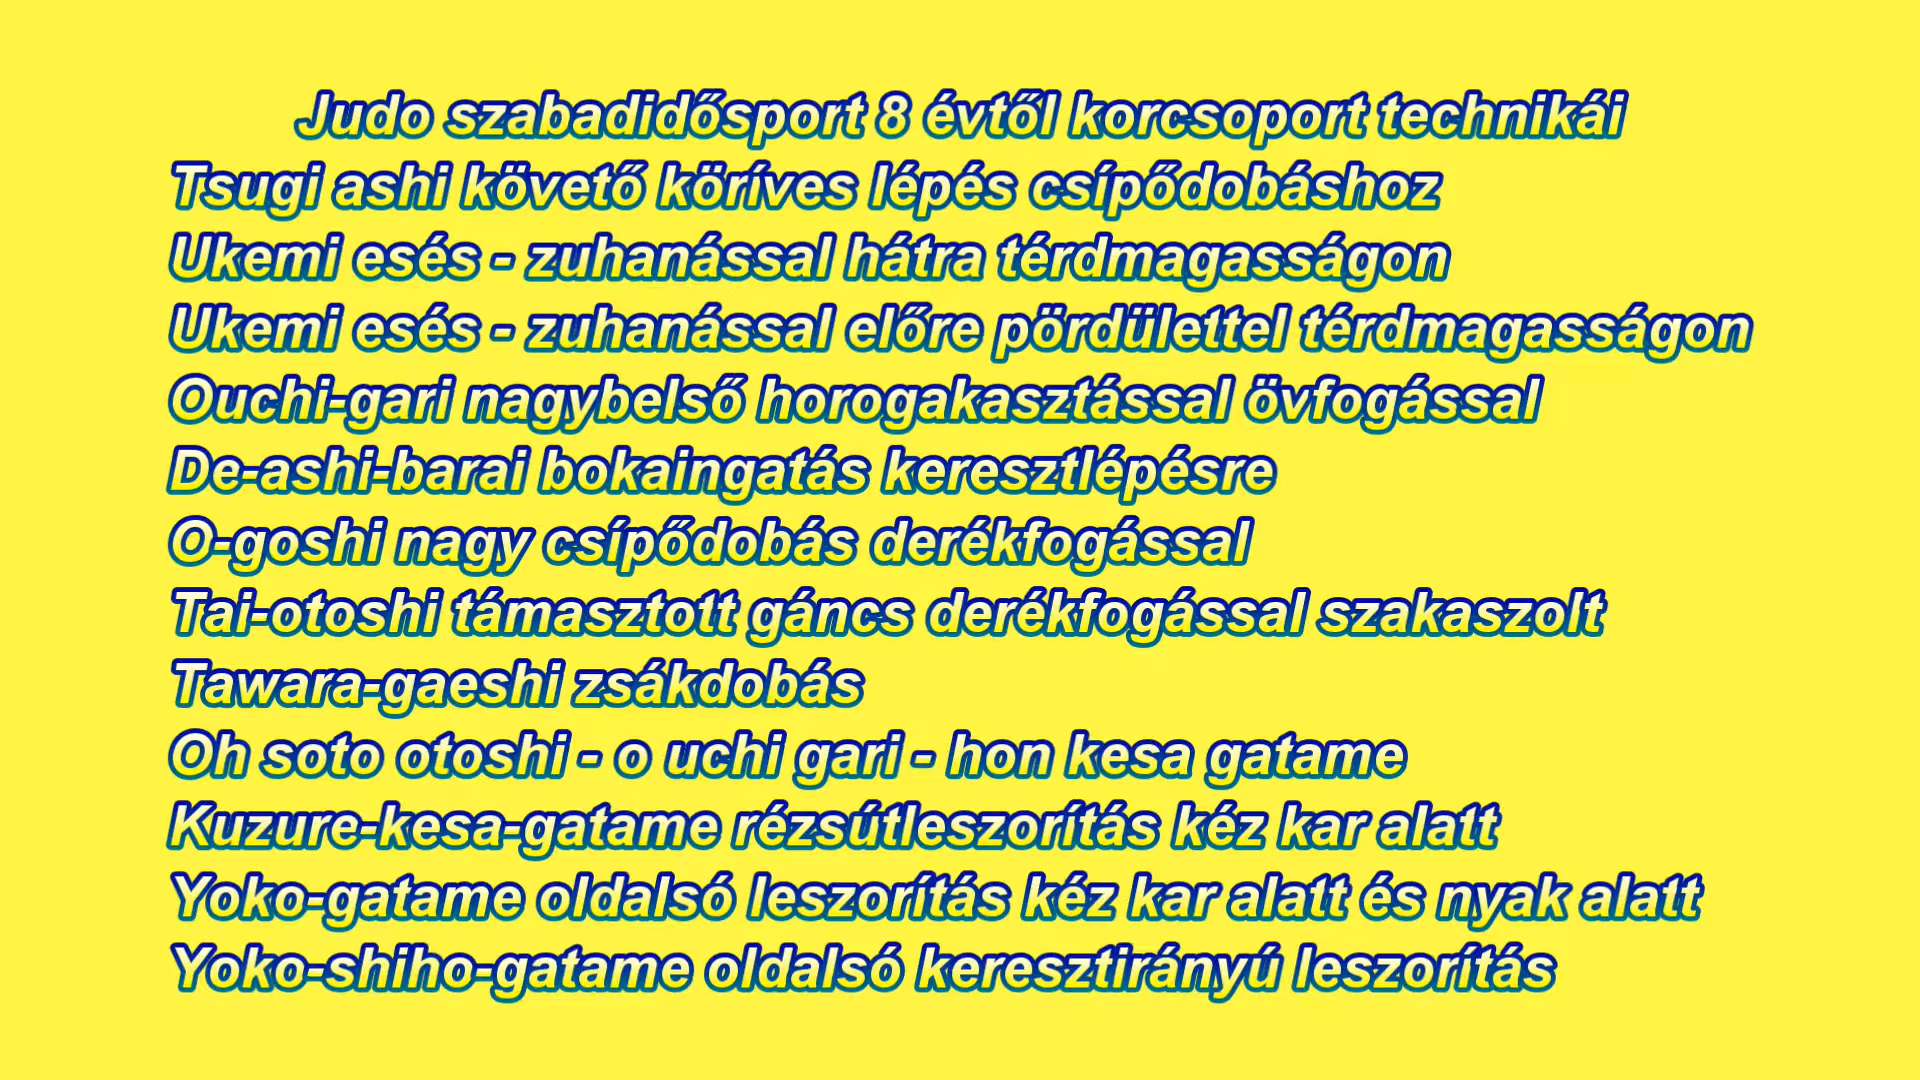 Judo szabadidősport 8 évtől korcsoport technikái
Tsugi ashi követő köríves lépés csípődobáshoz
Ukemi esés - zuhanással hátra térdmagasságon
Ukemi esés - zuhanással előre pördülettel térdmagasságon
Ouchi-gari nagybelső horogakasztással övfogással
De-ashi-barai bokaingatás keresztlépésre
O-goshi nagy csípődobás derékfogással
Tai-otoshi támasztott gáncs derékfogással szakaszolt
Tawara-gaeshi zsákdobás
Oh soto otoshi - o uchi gari - hon kesa gatame
Kuzure-kesa-gatame rézsútleszorítás kéz kar alatt
Yoko-gatame oldalsó leszorítás kéz kar alatt és nyak alatt
Yoko-shiho-gatame oldalsó keresztirányú leszorítás